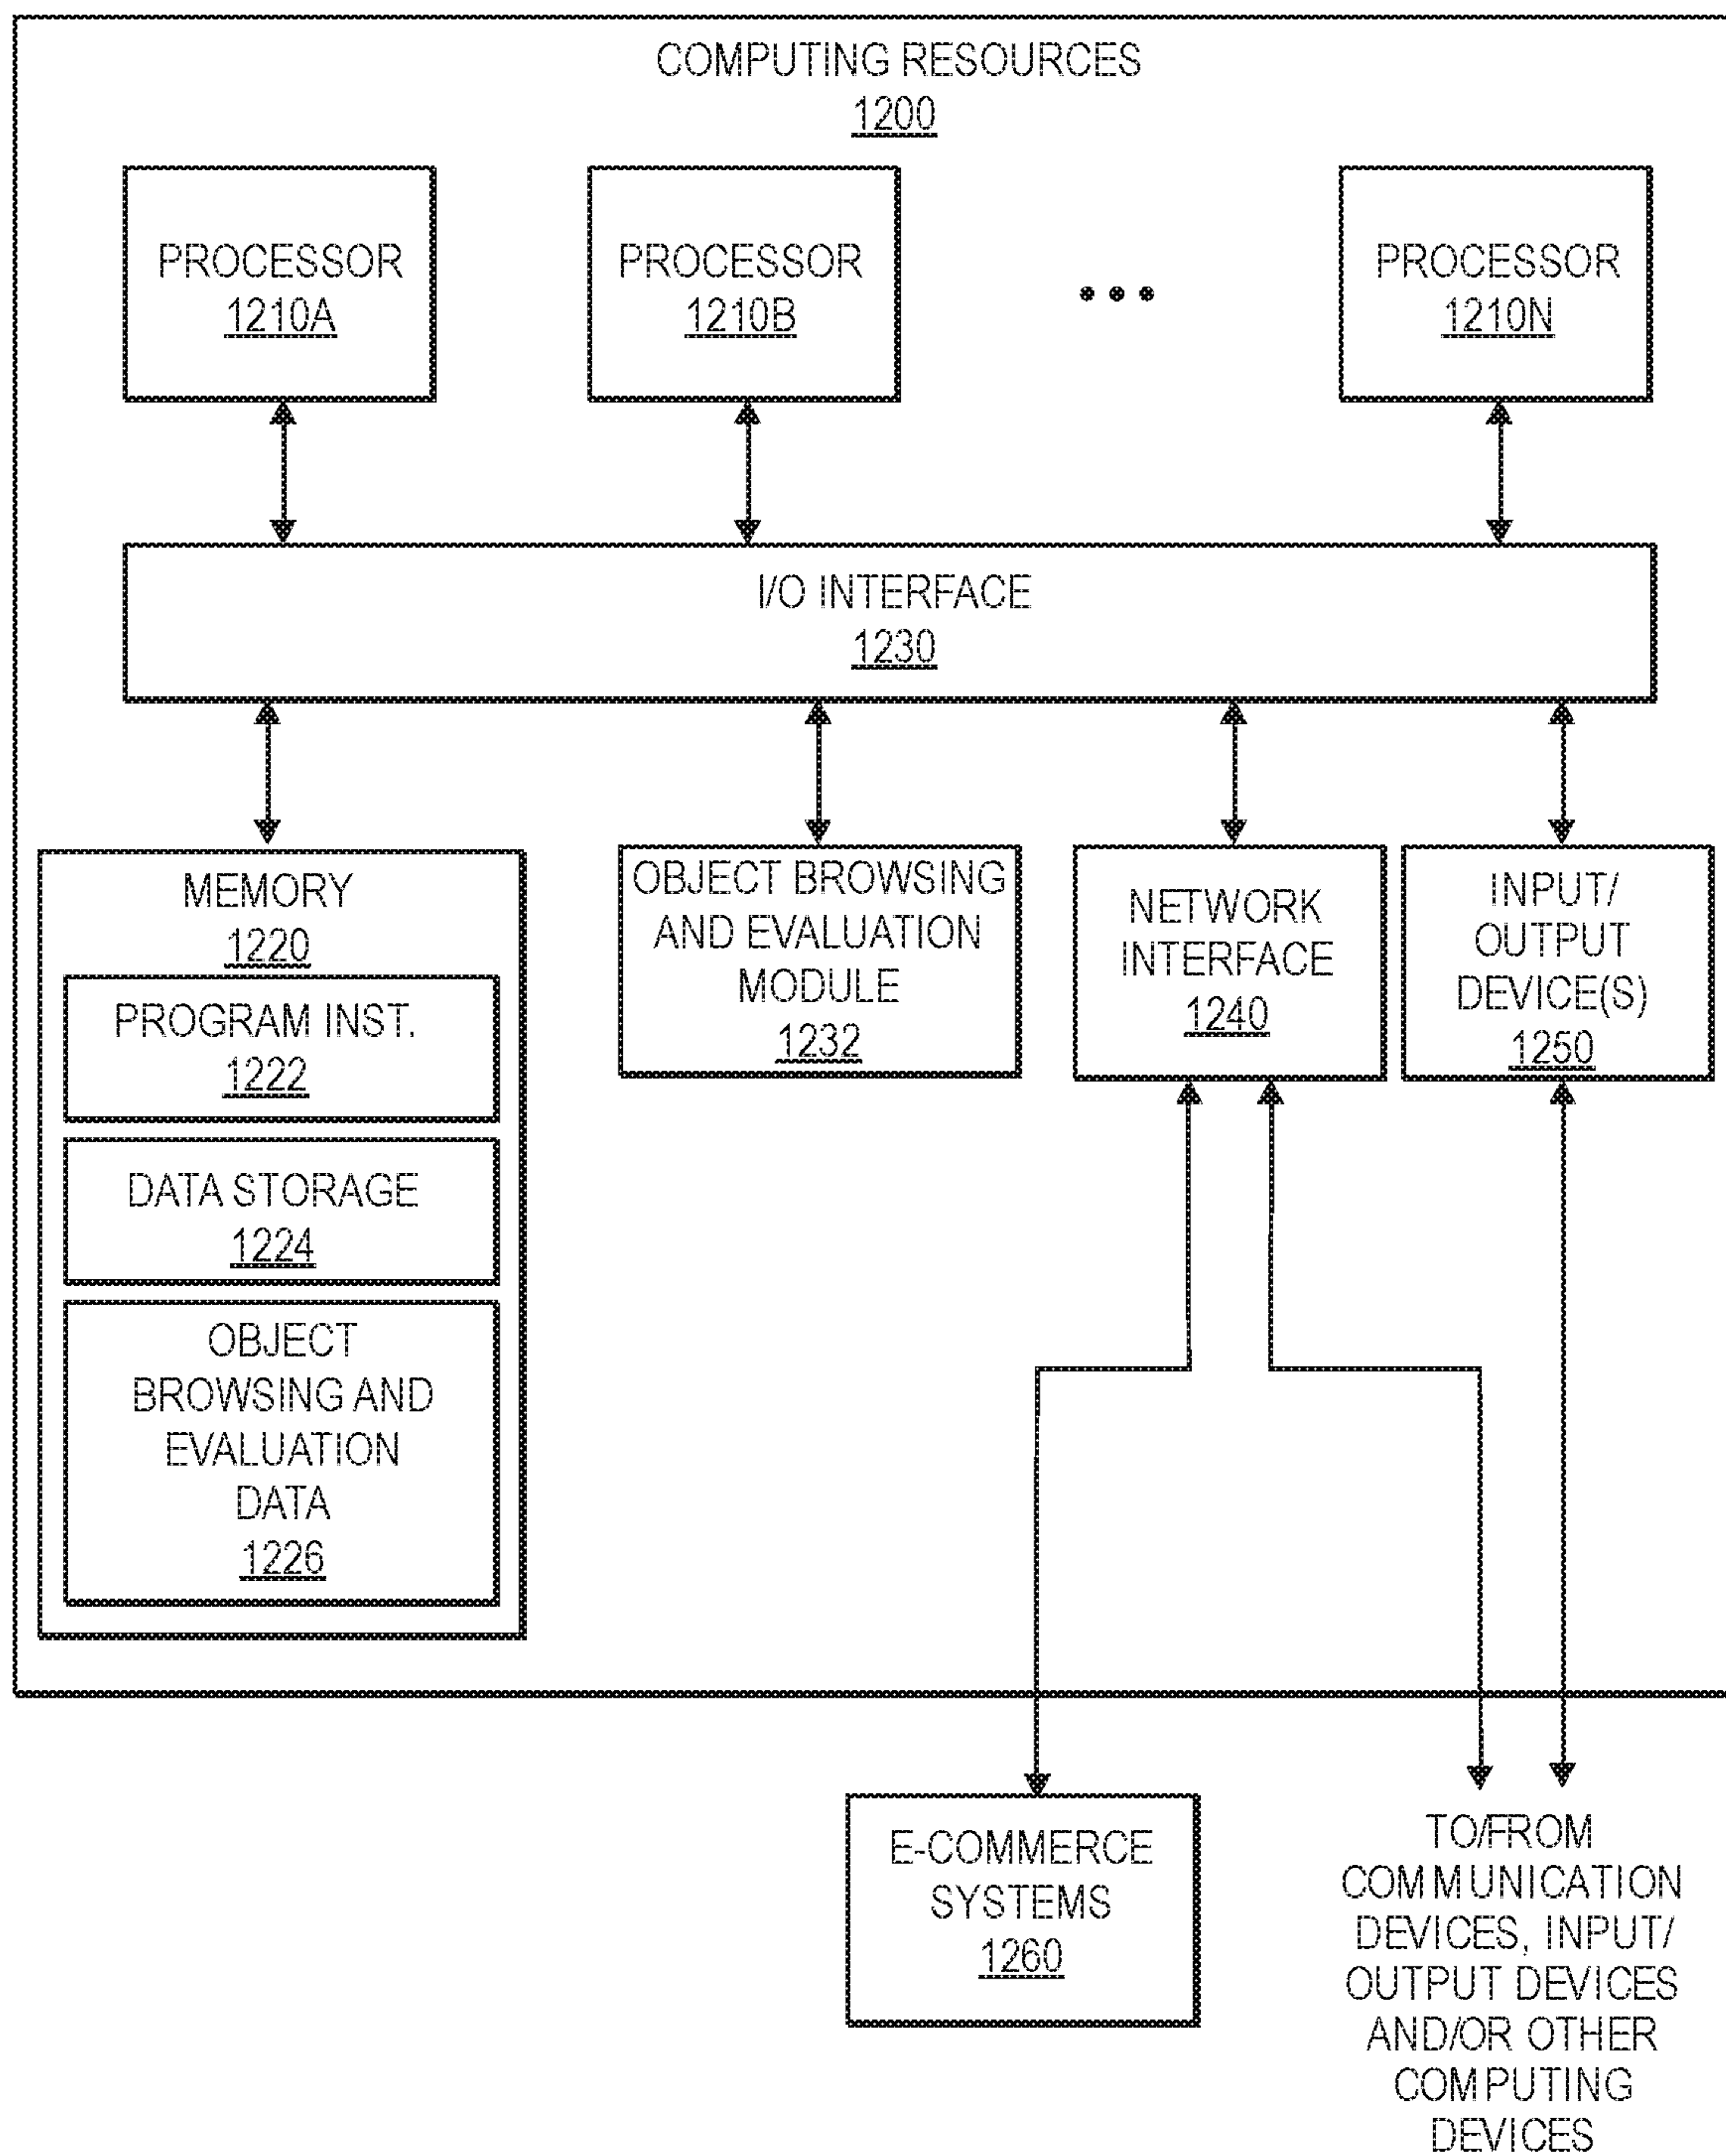 COMPUTING RESOURCES
1200
PROCESSOR
1210A
PROCESSOR
1210B
PROCESSOR
1210N
I/O INTERFACE
1230
MEMORY
1220
PROGRAM INST.
1222
DATA STORAGE
1224
OBJECT
BROWSING AND
EVALUATION
DATA
1226
OBJECT BROWSING
AND EVALUATION
MODULE
1232
NETWORK
INTERFACE
1240
INPUT/
OUTPUT
DEVICE(S)
1250
E-COMMERCE
SYSTEMS
1260
TO/FROM
COMMUNICATION
DEVICES, INPUT/
OUTPUT DEVICES
AND/OR OTHER
COMPUTING
DEVICES